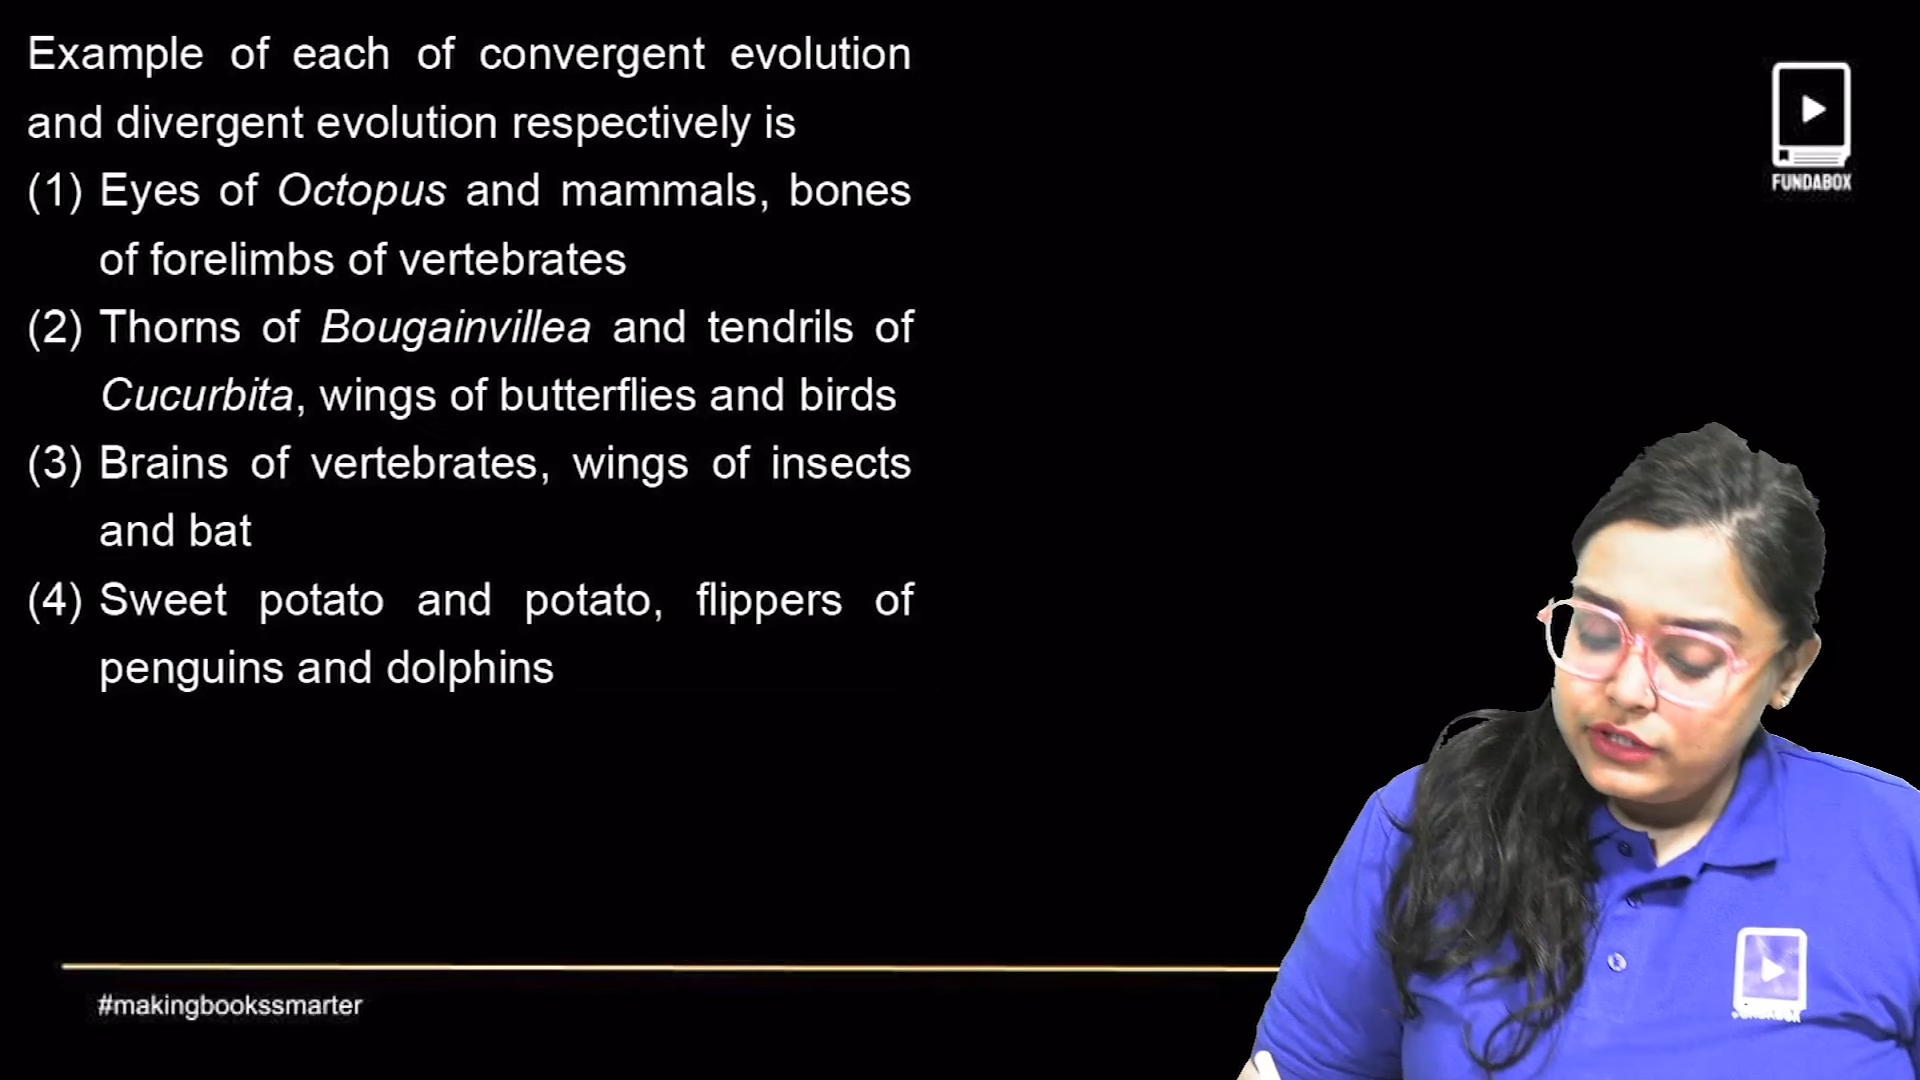 Example of each of convergent evolution
and divergent evolution respectively is
(1) Eyes of Octopus and mammals, bones
of forelimbs of vertebrates
(2) Thorns of Bougainvillea and tendrils of
Cucurbita, wings of butterflies and birds
(3) Brains of vertebrates, wings of insects
and bat
(4) Sweet potato and potato, flippers of
penguins and dolphins
FUNDABOX
#makingbookssmarter
FUNDABOX